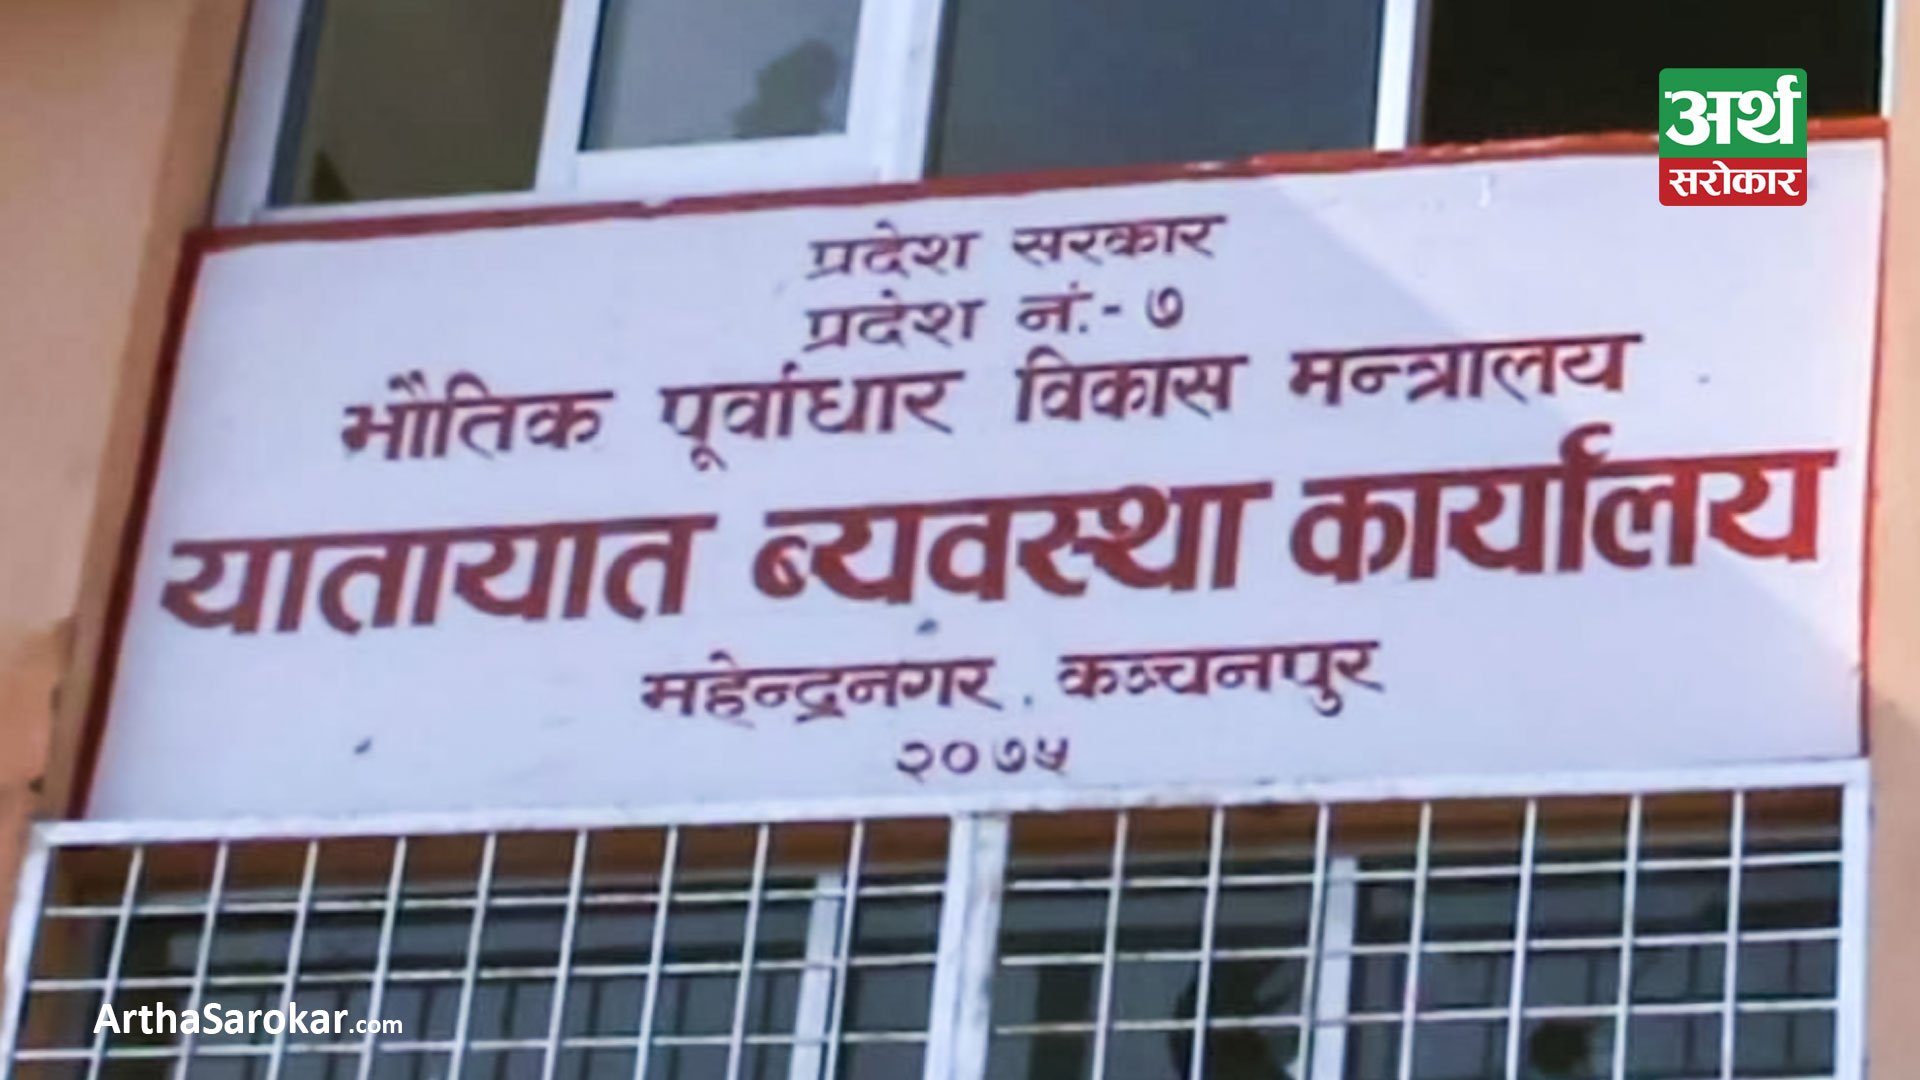 अर्थ
सरोकार
प्रदेश सरकार
प्रदेश नं.- ७
भौतिक पूर्वाधार विकास मन्त्रालय
यातायात ब्यवस्था कार्यालय
महेन्द्रनगर, कञ्चनपुर
२०७५
ArthaSarokar.com